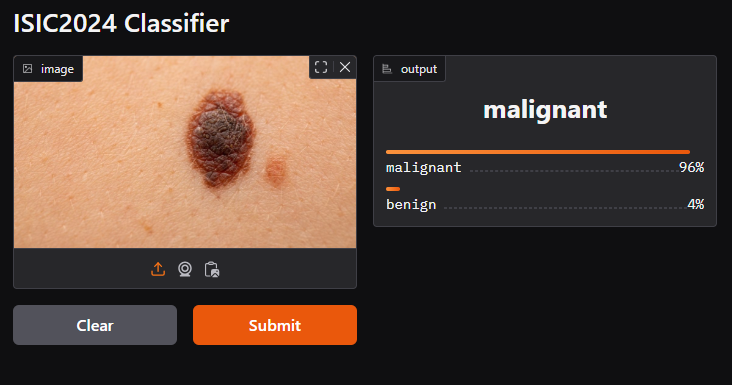 ISIC2024 Classifier
image
output
malignant
malignant 96%
benign 4%
Clear
Submit